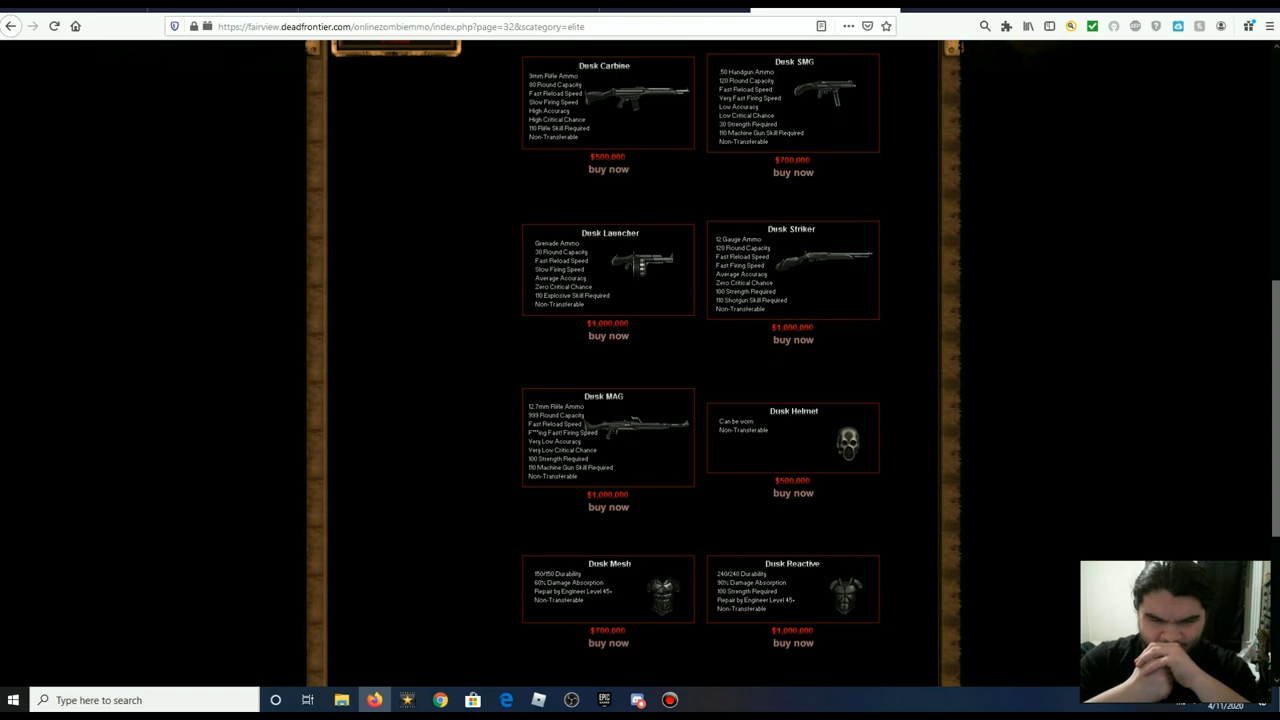 https://fairview.deadfrontier.com/onlinezombiemmo/index.php?page=32&scategory=elite
Dusk Carbine
9mm Rifle Ammo
80 Round Capacity
Fast Reload Speed
Slow Firing Speed
High Accuracy
High Critical Chance
110 Rifle Skill Required
Non-Transferable
$500,000
buy now
Dusk SMG
.50 Handgun Ammo
120 Round Capacity
Fast Reload Speed
Very Fast Firing Speed
Low Accuracy
Low Critical Chance
30 Strength Required
110 Machine Gun Skill Required
Non-Transferable
$700,000
buy now
Dusk Launcher
Grenade Ammo
30 Round Capacity
Fast Reload Speed
Slow Firing Speed
Average Accuracy
Zero Critical Chance
110 Explosive Skill Required
Non-Transferable
$1,000,000
buy now
Dusk Striker
12 Gauge Ammo
120 Round Capacity
Fast Reload Speed
Fast Firing Speed
Average Accuracy
Zero Critical Chance
100 Strength Required
110 Shotgun Skill Required
Non-Transferable
$1,000,000
buy now
Dusk MAG
12.7mm Rifle Ammo
999 Round Capacity
Fast Reload Speed
F***ing Fast! Firing Speed
Very Low Accuracy
Very Low Critical Chance
100 Strength Required
110 Machine Gun Skill Required
Non-Transferable
$1,000,000
buy now
Dusk Helmet
Can be worn
Non-Transferable
$500,000
buy now
Dusk Mesh
150/150 Durability
60% Damage Absorption
Repair by Engineer Level 45+
Non-Transferable
$700,000
buy now
Dusk Reactive
240/240 Durability
90% Damage Absorption
100 Strength Required
Repair by Engineer Level 45+
Non-Transferable
$1,000,000
buy now
Type here to search
4/11/2020